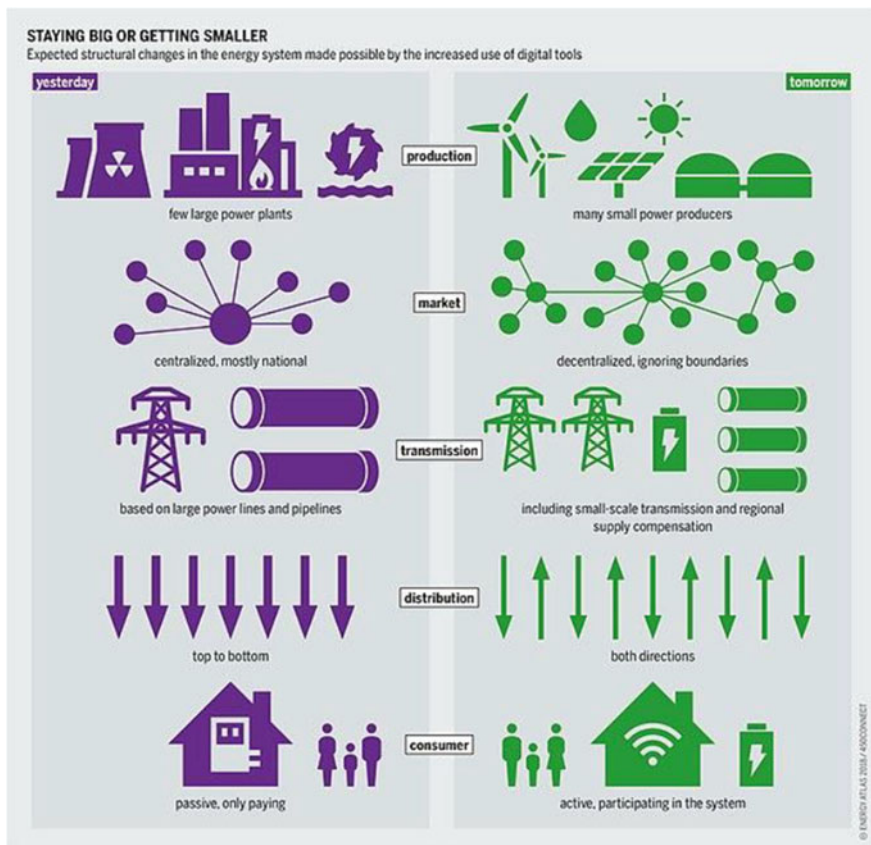 STAYING BIG OR GETTING SMALLER
Expected structural changes in the energy system made possible by the increased use of digital tools
yesterday
tomorrow
production
few large power plants
many small power producers
market
centralized, mostly national
decentralized, ignoring boundaries
transmission
based on large power lines and pipelines
including small-scale transmission and regional
supply compensation
distribution
top to bottom
both directions
consumer
passive, only paying
active, participating in the system
© ENERGY ATLAS 2018 / 450CONNECT